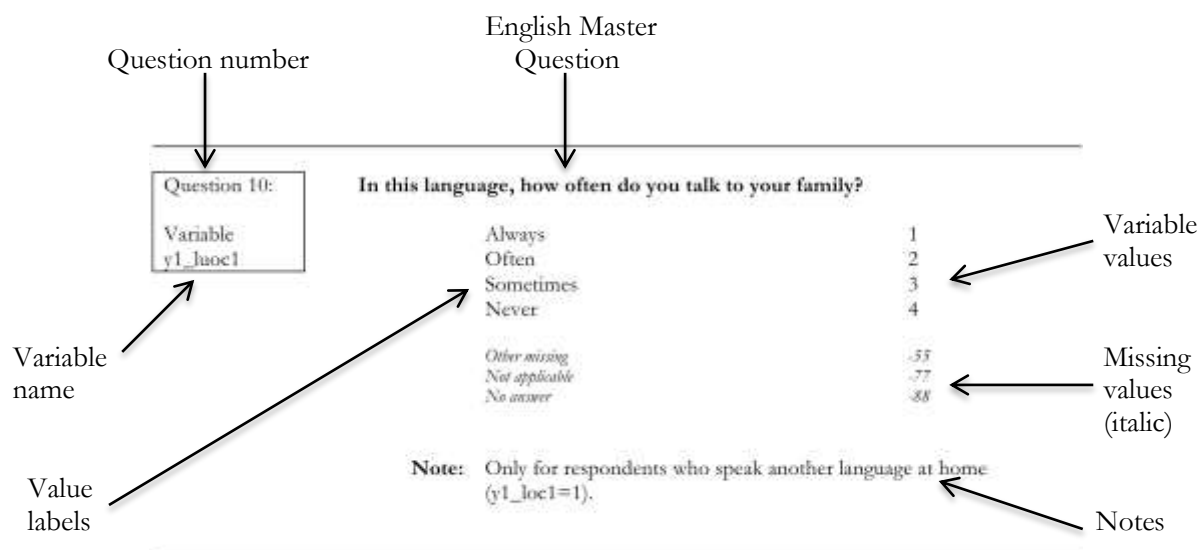 English Master
Question
Question number
Question 10:
In this language, how often do you talk to your family?
Variable
y1_luoc1
Always 1
Often 2
Sometimes 3
Never 4
Variable
values
Other missing -55
Not applicable -77
No answer -88
Variable
name
Missing
values
(italic)
Note: Only for respondents who speak another language at home
(y1_loc1=1).
Value
labels
Notes